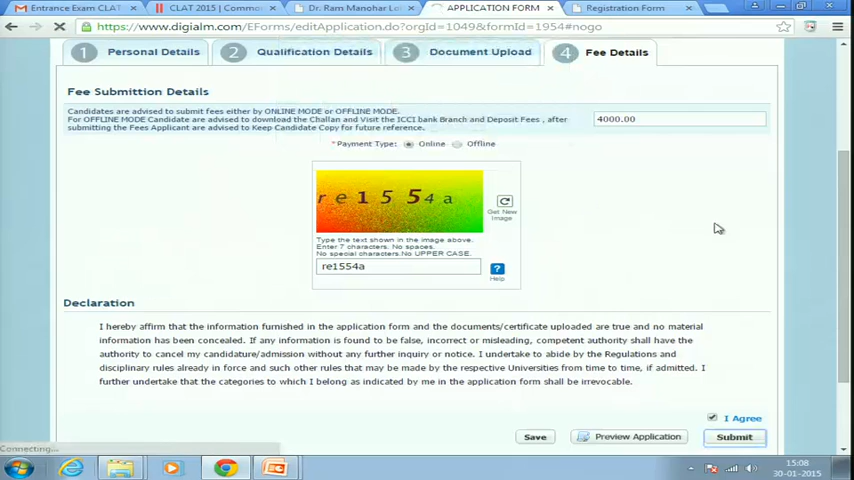 Entrance Exam CLAT
CLAT 2015 | Common
Dr. Ram Manohar Lo
APPLICATION FORM
Registration Form
https://www.digialm.com/EForms/editApplication.do?orgId=1049&formId=1954#nogo
1 Personal Details
2 Qualification Details
3 Document Upload
4 Fee Details
Fee Submittion Details
Candidates are advised to submit fees either by ONLINE MODE or OFFLINE MODE.
For OFFLINE MODE Candidate are advised to download the Challan and Visit the ICCI bank Branch and Deposit Fees , after
submitting the Fees Applicant are advised to Keep Candidate Copy for future reference.
4000.00
* Payment Type: Online Offline
re1554a
Get New
Image
Type the text shown in the image above.
Enter 7 characters. No spaces.
No special characters.No UPPER CASE.
re1554a
?
Help
Declaration
I hereby affirm that the information furnished in the application form and the documents/certificate uploaded are true and no material
information has been concealed. If any information is found to be false, incorrect or misleading, competent authority shall have the
authority to cancel my candidature/admission without any further inquiry or notice. I undertake to abide by the Regulations and
disciplinary rules already in force and such other rules that may be made by the respective Universities from time to time, if admitted. I
further undertake that the categories to which I belong as indicated by me in the application form shall be irrevocable.
I Agree
Save
Preview Application
Submit
Connecting...
15:08
30-01-2015